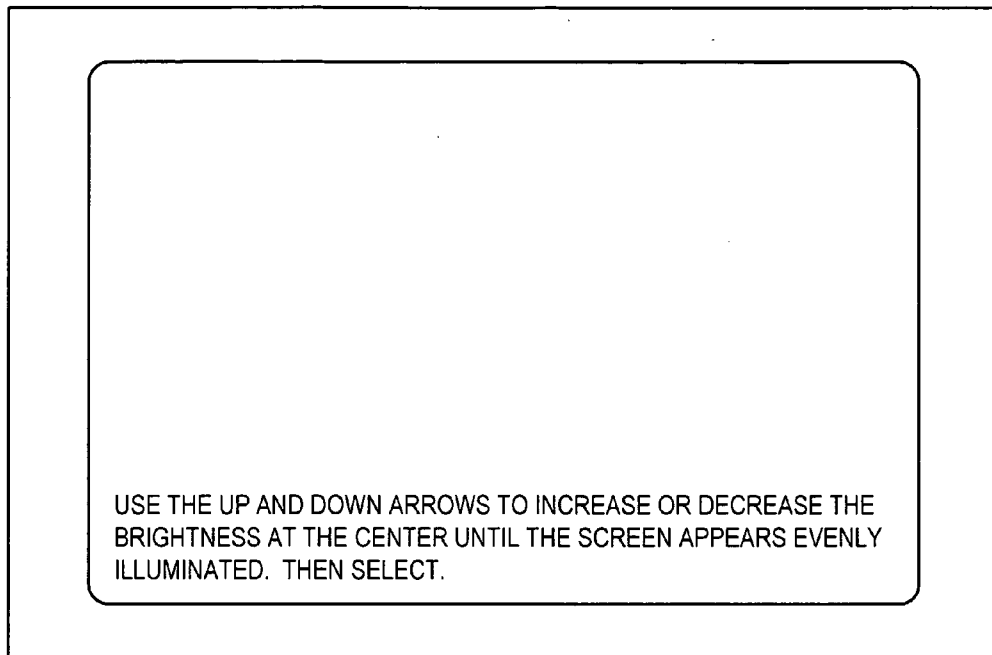 USE THE UP AND DOWN ARROWS TO INCREASE OR DECREASE THE
BRIGHTNESS AT THE CENTER UNTIL THE SCREEN APPEARS EVENLY
ILLUMINATED. THEN SELECT.